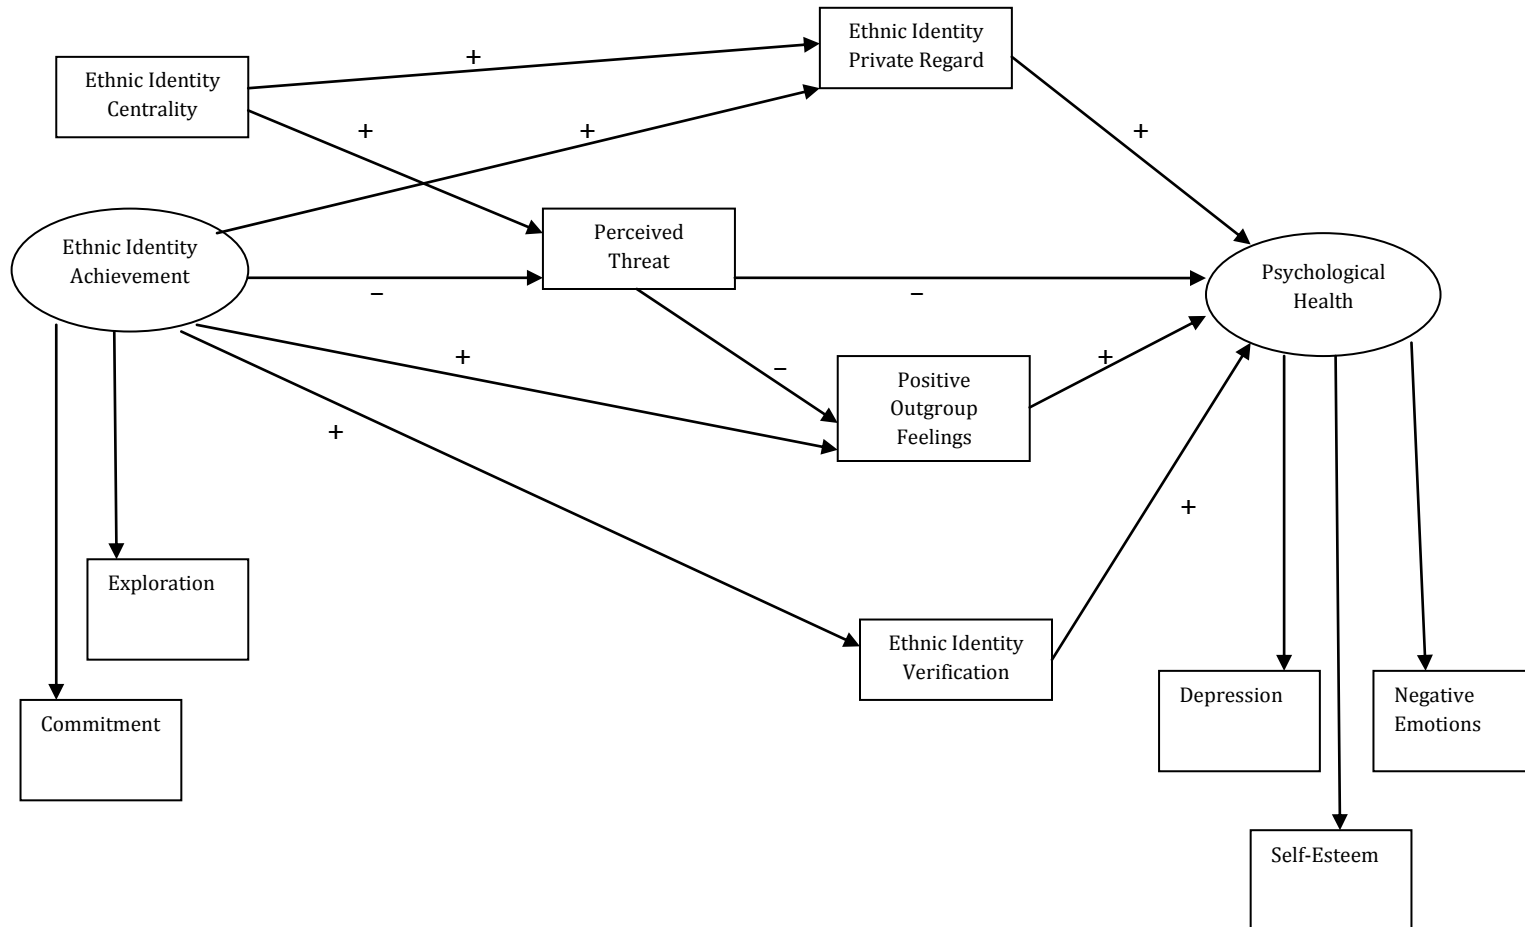 Ethnic Identity
Private Regard
+
Ethnic Identity
Centrality
+
+
+
Perceived
Threat
Ethnic Identity
Achievement
Psychological
Health
−
−
+
−
+
Positive
Outgroup
Feelings
+
+
Exploration
Ethnic Identity
Verification
Commitment
Depression
Negative
Emotions
Self-Esteem